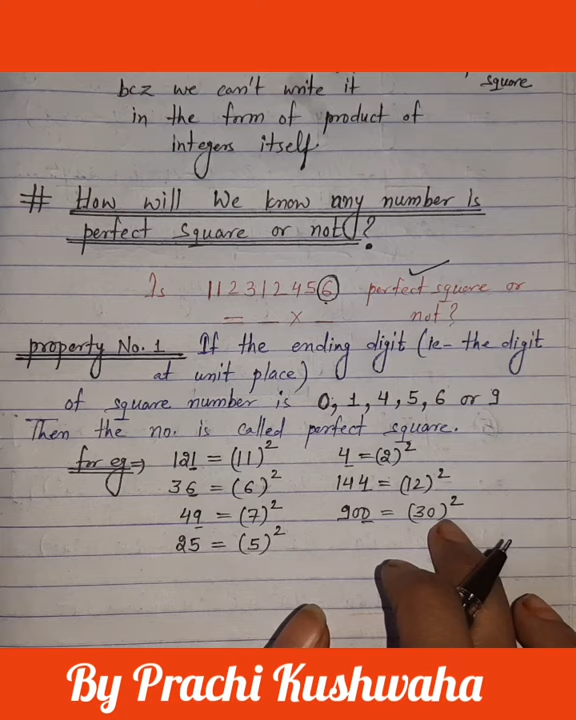 bcz we can't write it square
in the form of product of
integers itself.
# How will we know any number is
perfect square or not?
Is 112312456 perfect square or
not?
property No. 1 If the ending digit (ie- the digit
at unit place)
of square number is 0, 1, 4, 5, 6 or 9
Then the no. is called perfect square.
for eg ⇒ 121 = (11)² 4 = (2)²
36 = (6)² 144 = (12)²
49 = (7)² 900 = (30)²
25 = (5)²
By Prachi Kushwaha